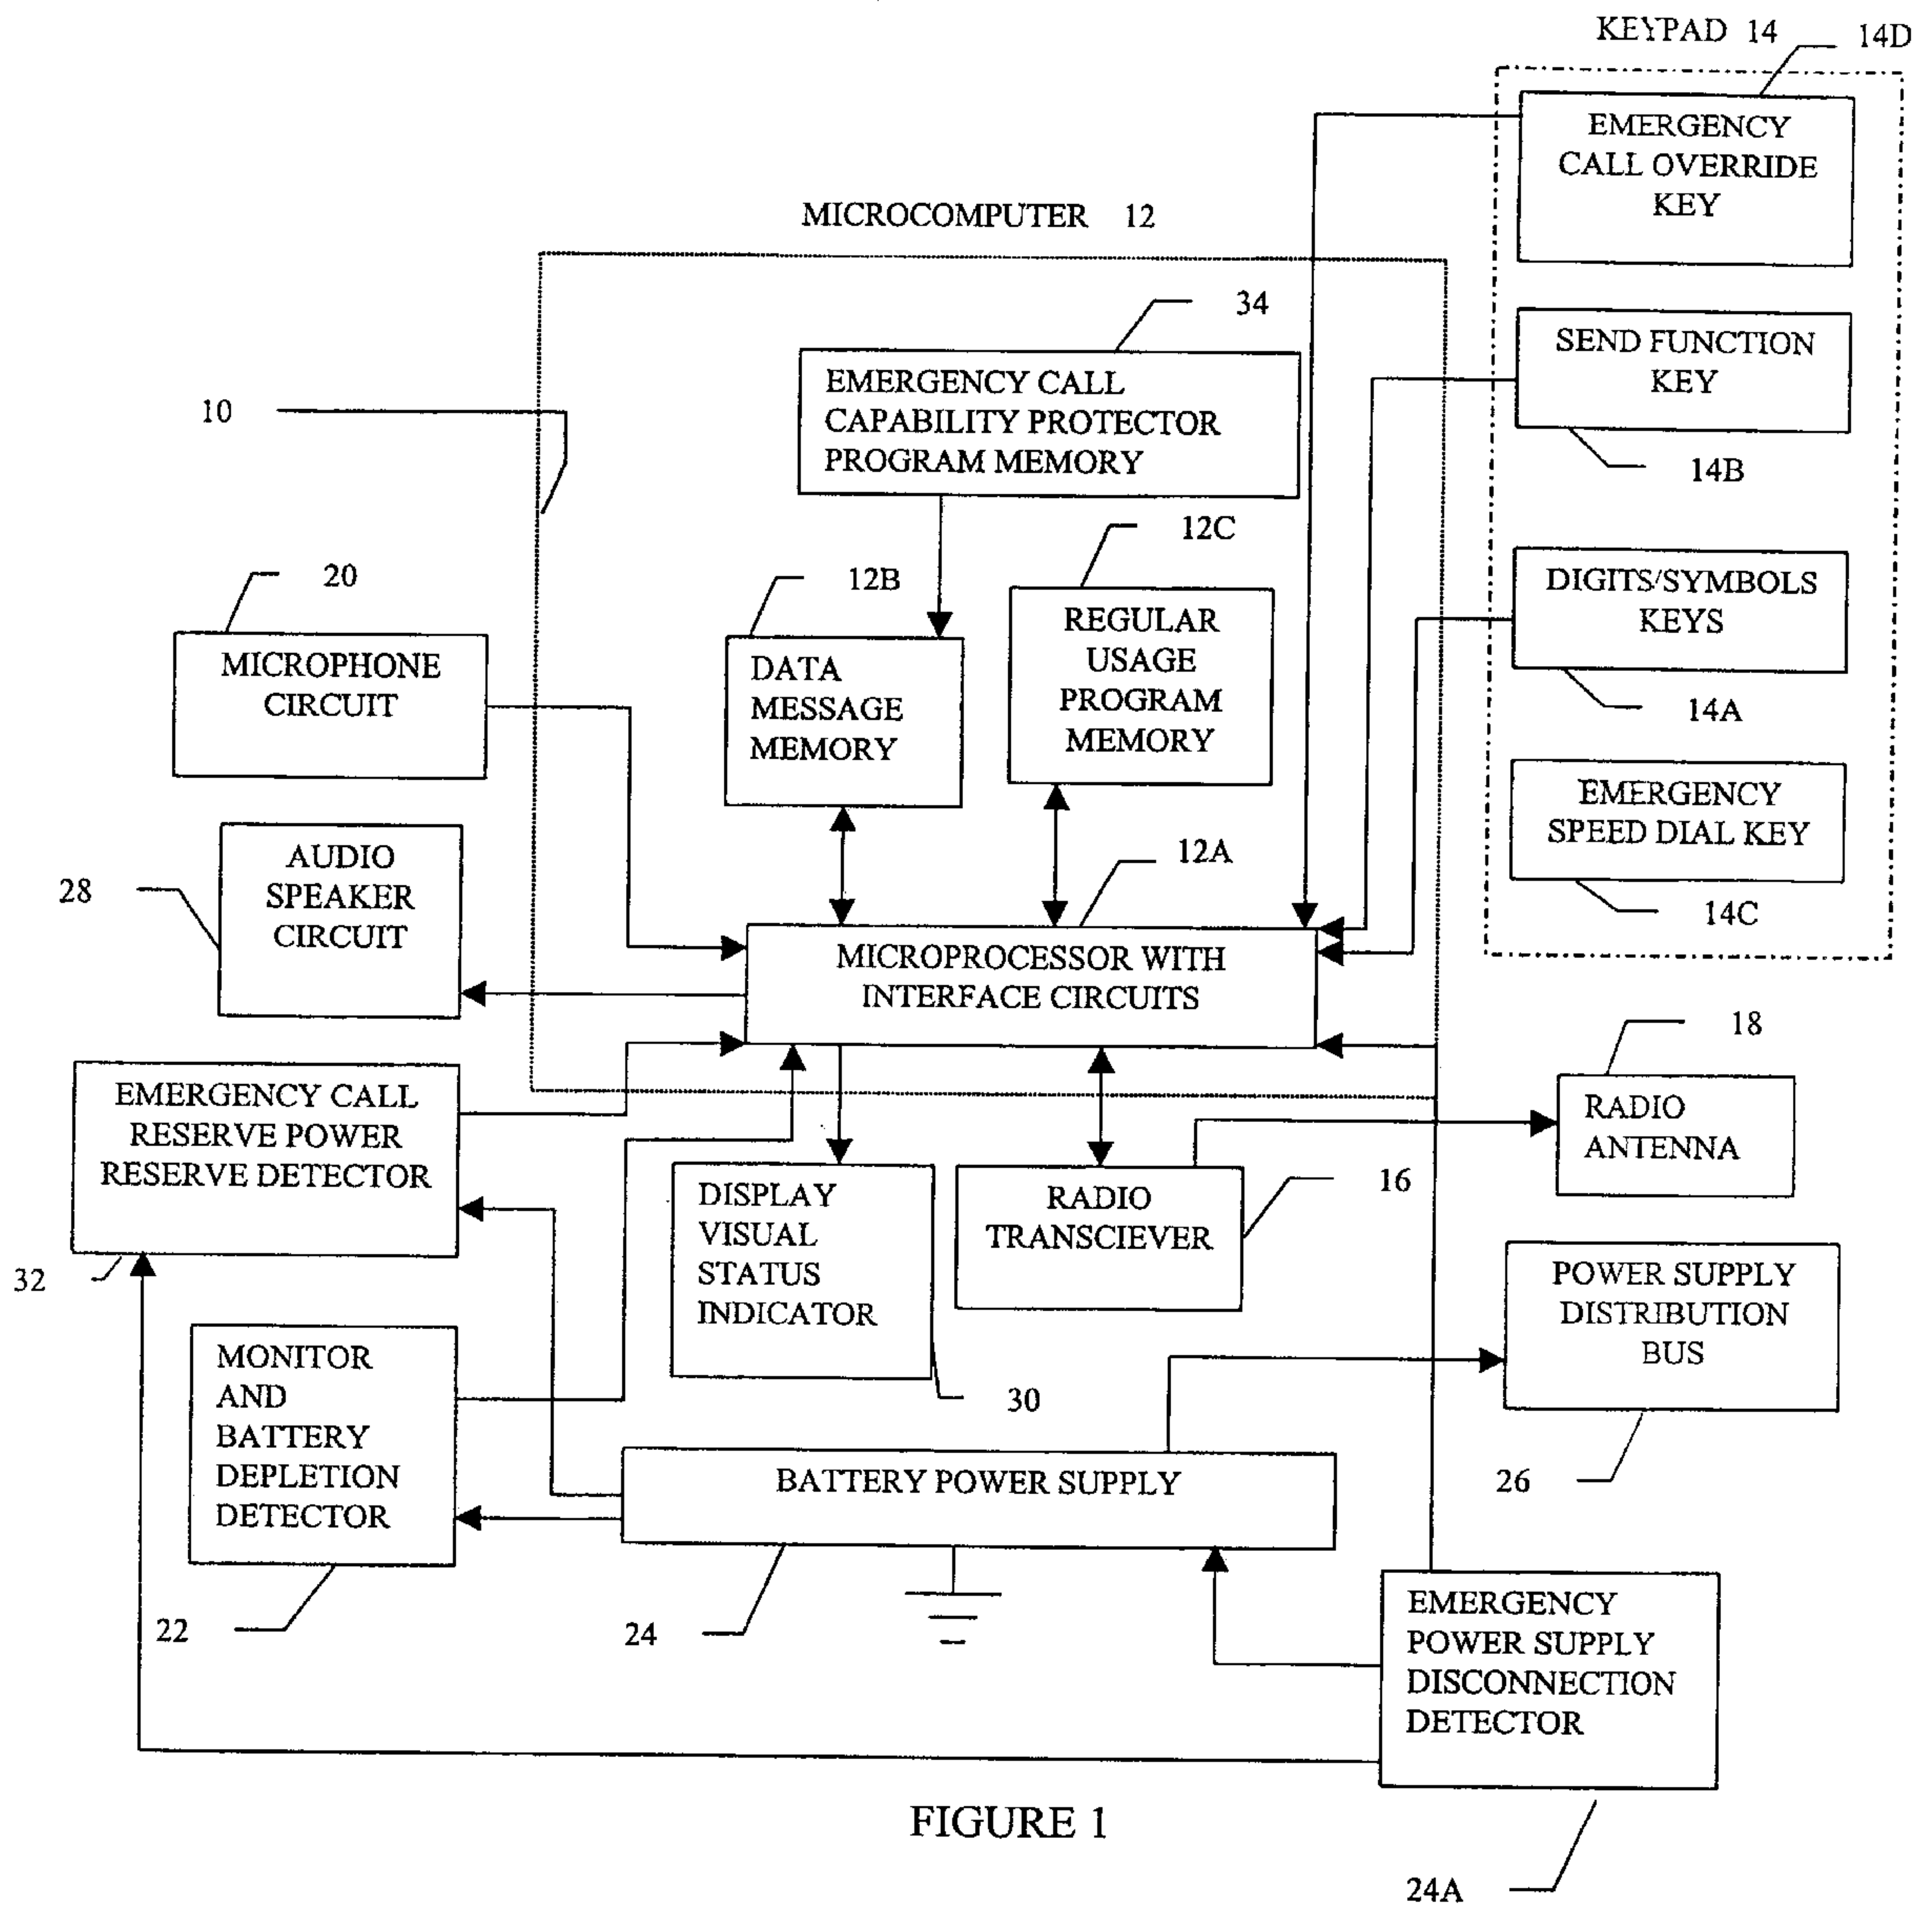 KEYPAD 14
14D
EMERGENCY
CALL OVERRIDE
KEY
MICROCOMPUTER 12
34
SEND FUNCTION
KEY
14B
EMERGENCY CALL
CAPABILITY PROTECTOR
PROGRAM MEMORY
10
12C
20
12B
DIGITS/SYMBOLS
KEYS
14A
MICROPHONE
CIRCUIT
DATA
MESSAGE
MEMORY
REGULAR
USAGE
PROGRAM
MEMORY
EMERGENCY
SPEED DIAL KEY
14C
AUDIO
SPEAKER
CIRCUIT
28
12A
MICROPROCESSOR WITH
INTERFACE CIRCUITS
18
EMERGENCY CALL
RESERVE POWER
RESERVE DETECTOR
32
RADIO
ANTENNA
DISPLAY
VISUAL
STATUS
INDICATOR
30
RADIO
TRANSCIEVER
16
POWER SUPPLY
DISTRIBUTION
BUS
26
MONITOR
AND
BATTERY
DEPLETION
DETECTOR
22
BATTERY POWER SUPPLY
24
EMERGENCY
POWER SUPPLY
DISCONNECTION
DETECTOR
24A
FIGURE 1